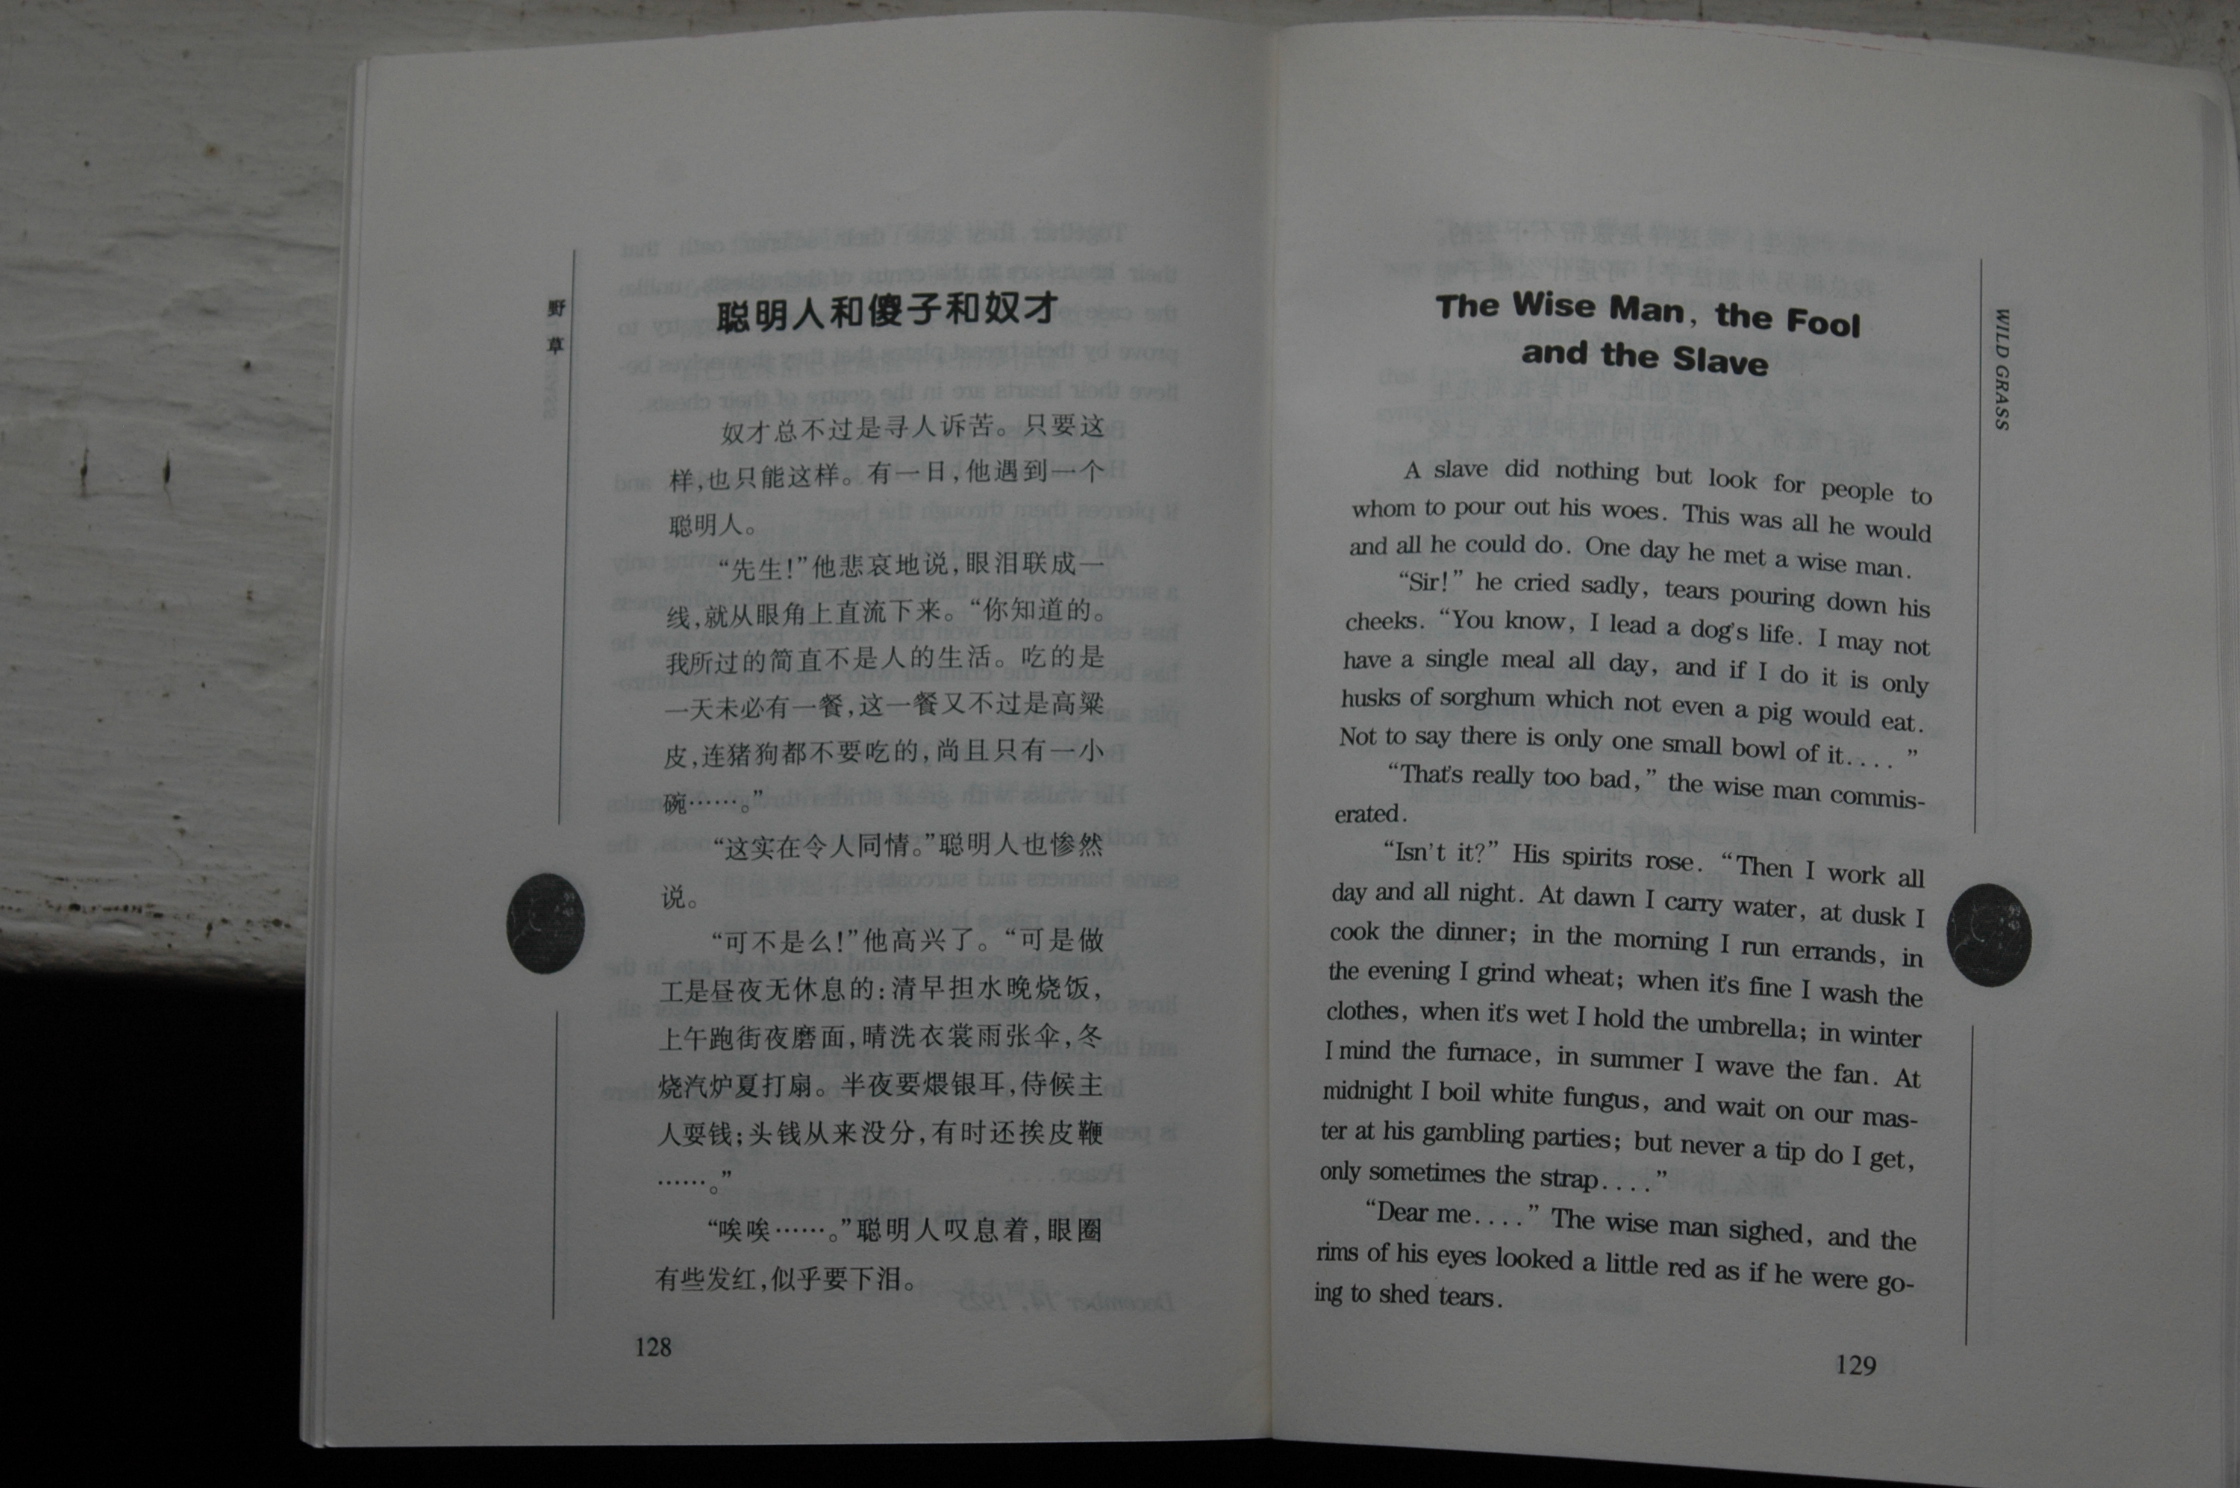 野草
聪明人和傻子和奴才
奴才总不过是寻人诉苦。只要这
样,也只能这样。有一日,他遇到一个
聪明人。
“先生!”他悲哀地说,眼泪联成一
线,就从眼角上直流下来。“你知道的。
我所过的简直不是人的生活。吃的是
一天未必有一餐,这一餐又不过是高粱
皮,连猪狗都不要吃的,尚且只有一小
碗……。”
“这实在令人同情。”聪明人也惨然
说。
“可不是么!”他高兴了。“可是做
工是昼夜无休息的:清早担水晚烧饭,
上午跑街夜磨面,晴洗衣裳雨张伞,冬
烧汽炉夏打扇。半夜要煨银耳,侍候主
人耍钱;头钱从来没分,有时还挨皮鞭
……。”
“唉唉……。”聪明人叹息着,眼圈
有些发红,似乎要下泪。
128
The Wise Man, the Fool
and the Slave
A slave did nothing but look for people to
whom to pour out his woes. This was all he would
and all he could do. One day he met a wise man.
“Sir!” he cried sadly, tears pouring down his
cheeks. “You know, I lead a dog's life. I may not
have a single meal all day, and if I do it is only
husks of sorghum which not even a pig would eat.
Not to say there is only one small bowl of it....”
“That's really too bad,” the wise man commis-
erated.
“Isn't it?” His spirits rose. “Then I work all
day and all night. At dawn I carry water, at dusk I
cook the dinner; in the morning I run errands, in
the evening I grind wheat; when it's fine I wash the
clothes, when it's wet I hold the umbrella; in winter
I mind the furnace, in summer I wave the fan. At
midnight I boil white fungus, and wait on our mas-
ter at his gambling parties; but never a tip do I get,
only sometimes the strap....”
“Dear me....” The wise man sighed, and the
rims of his eyes looked a little red as if he were go-
ing to shed tears.
129
WILD GRASS